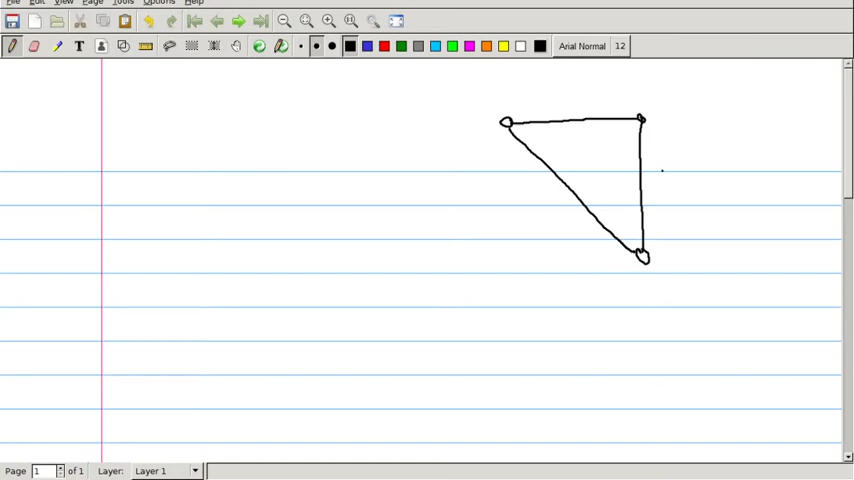 File Edit View Page Tools Options Help
Arial Normal 12
Page 1 of 1 Layer: Layer 1